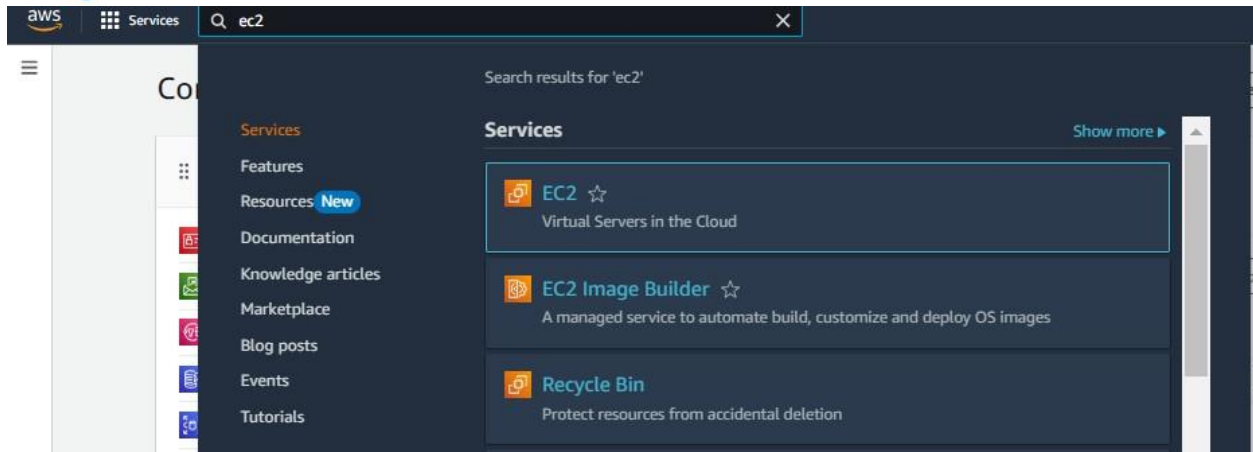 aws Services ec2
Search results for 'ec2'
Services
Features
Resources New
Documentation
Knowledge articles
Marketplace
Blog posts
Events
Tutorials
Services Show more
EC2
Virtual Servers in the Cloud
EC2 Image Builder
A managed service to automate build, customize and deploy OS images
Recycle Bin
Protect resources from accidental deletion